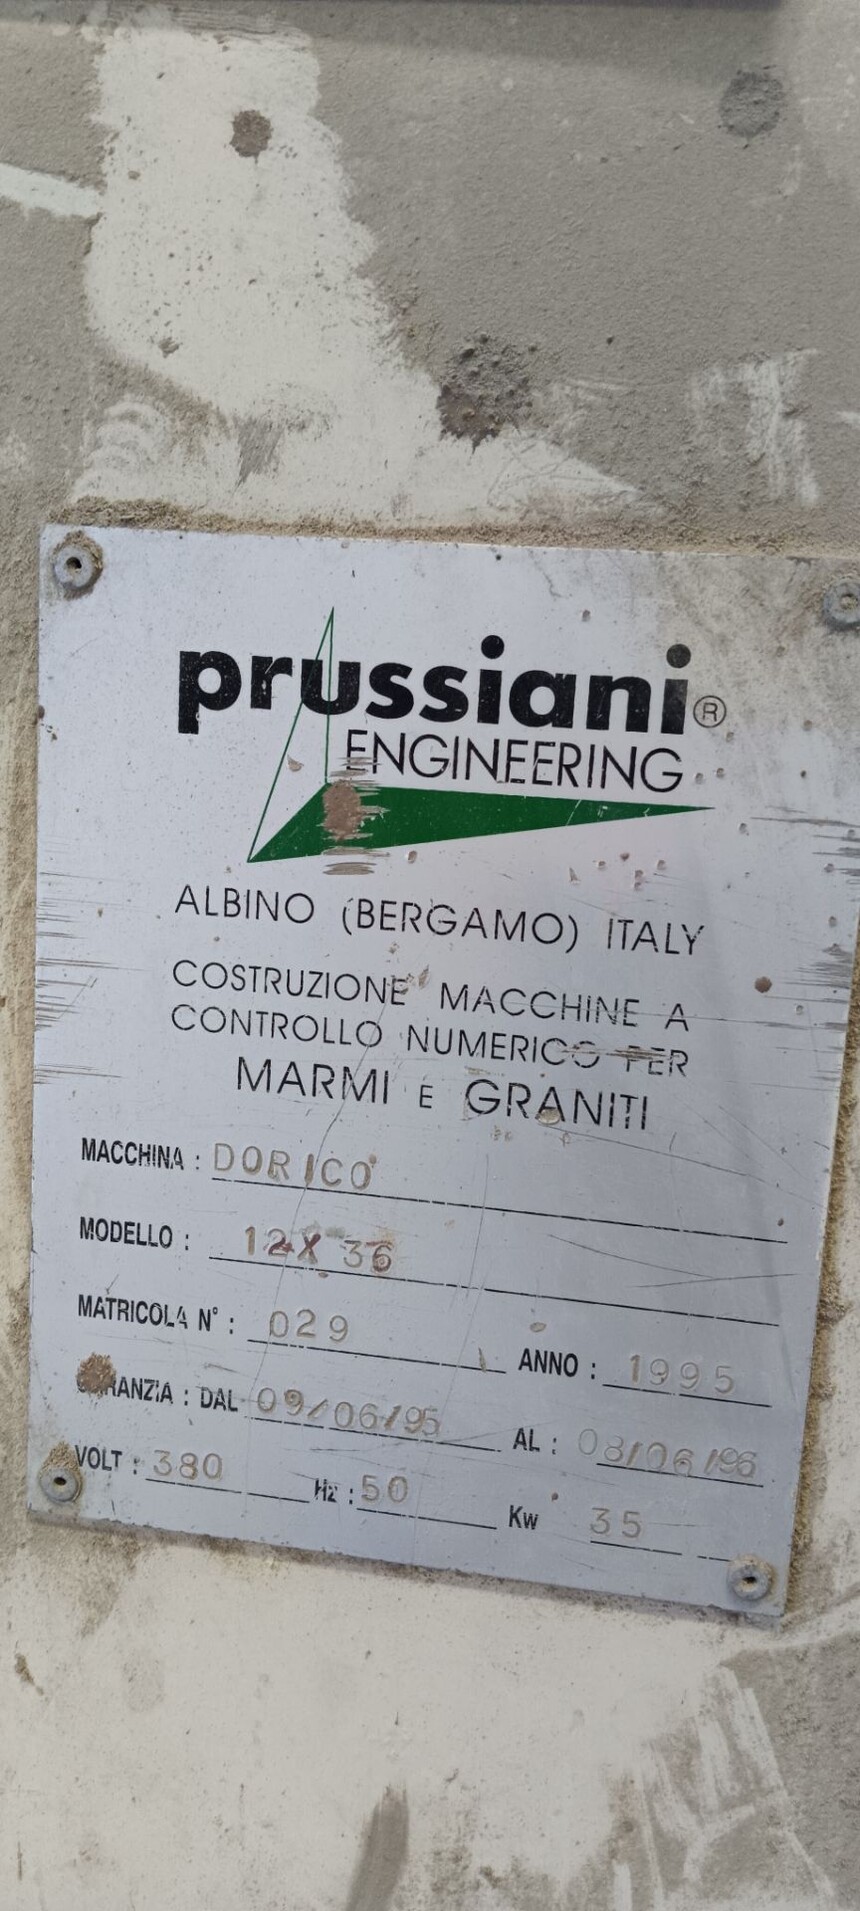 prussiani®
ENGINEERING
ALBINO (BERGAMO) ITALY
COSTRUZIONE MACCHINE A
CONTROLLO NUMERICO PER
MARMI E GRANITI
MACCHINA : DORICO
MODELLO : 12X 36
MATRICOLA N° : 029 ANNO : 1995
GARANZIA : DAL 09/06/95 AL : 08/06/96
VOLT : 380 Hz : 50 Kw 35